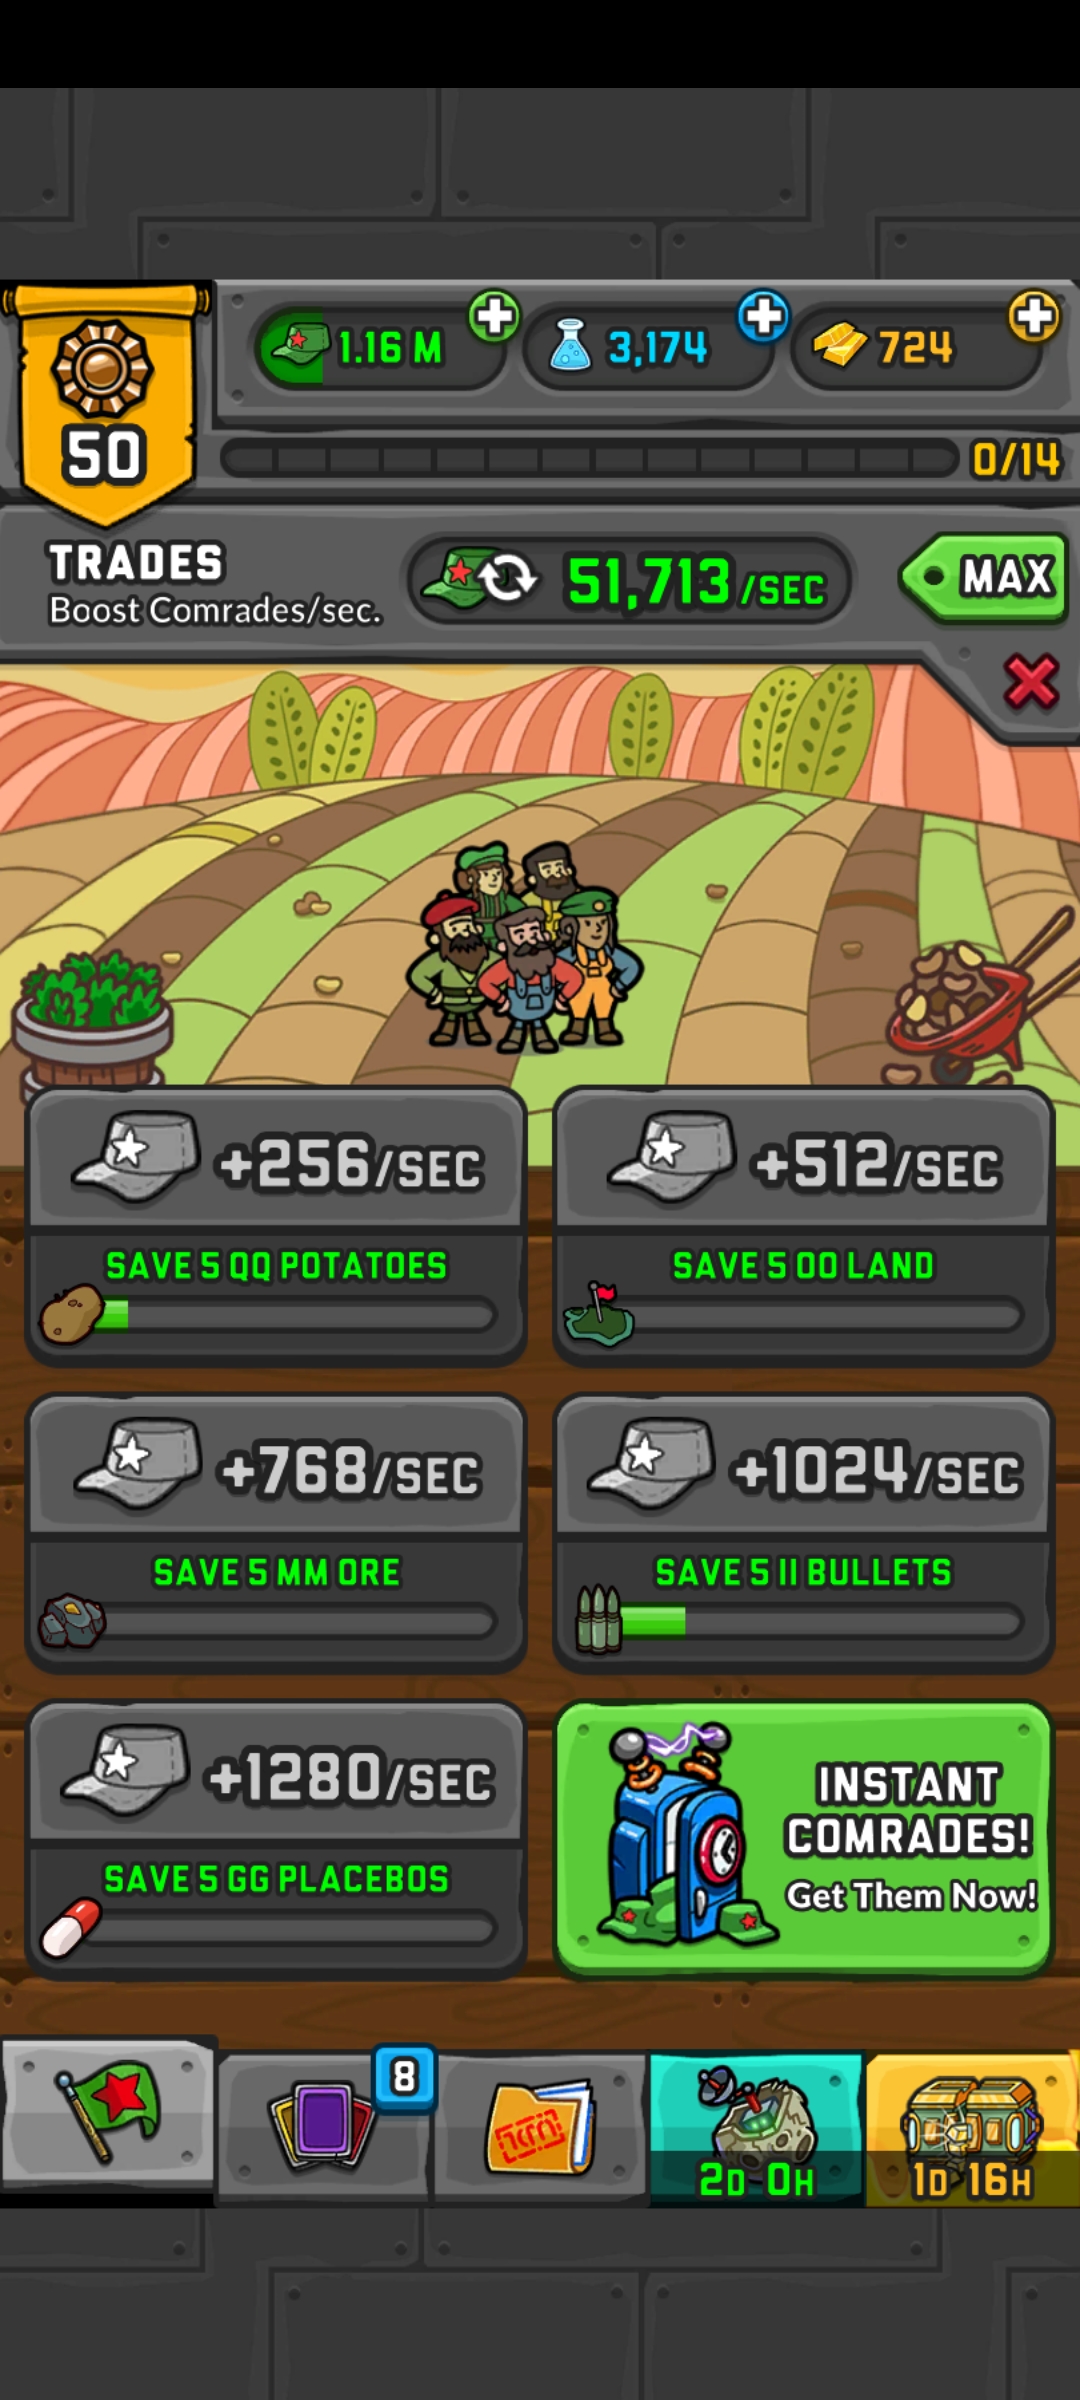 1.16 M
3,174
724
50
0/14
TRADES
Boost Comrades/sec.
51,713/SEC
MAX
+256/SEC
SAVE 5 QQ POTATOES
+512/SEC
SAVE 5 OO LAND
+768/SEC
SAVE 5 MM ORE
+1024/SEC
SAVE 5 II BULLETS
+1280/SEC
SAVE 5 GG PLACEBOS
INSTANT
COMRADES!
Get Them Now!
8
2D 0H
1D 16H